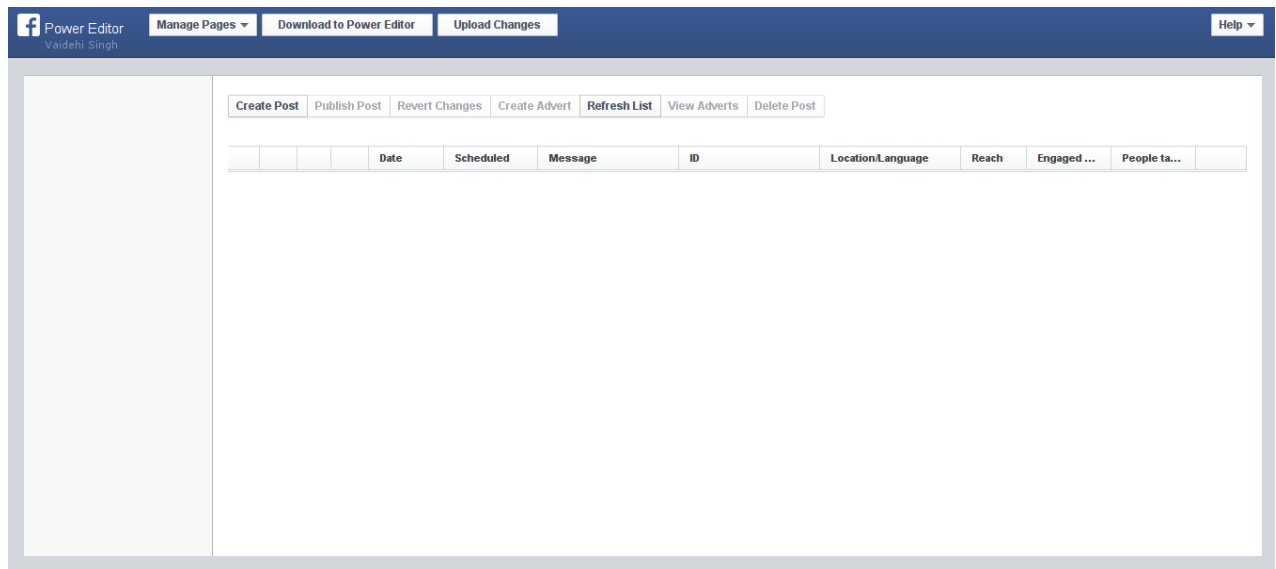 Power Editor Manage Pages Download to Power Editor Upload Changes Help
Vaidehi Singh
Create Post Publish Post Revert Changes Create Advert Refresh List View Adverts Delete Post
Date Scheduled Message ID Location/Language Reach Engaged ... People ta...